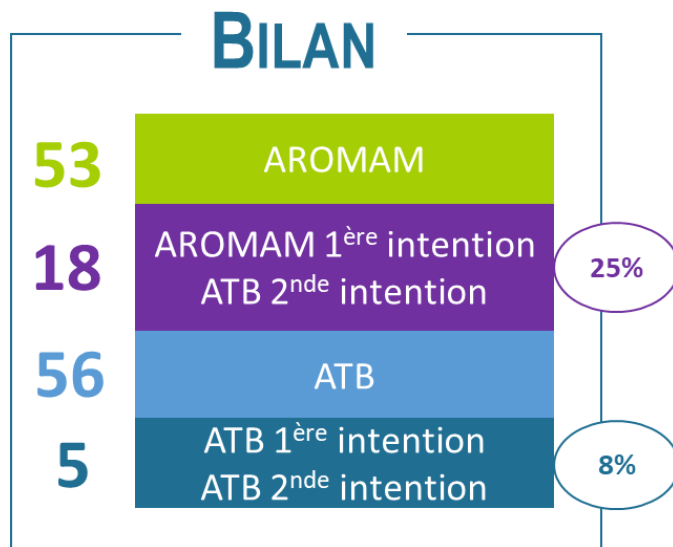 BILAN
53 AROMAM
18 AROMAM 1ère intention
ATB 2nde intention
25%
56 ATB
5 ATB 1ère intention
ATB 2nde intention
8%